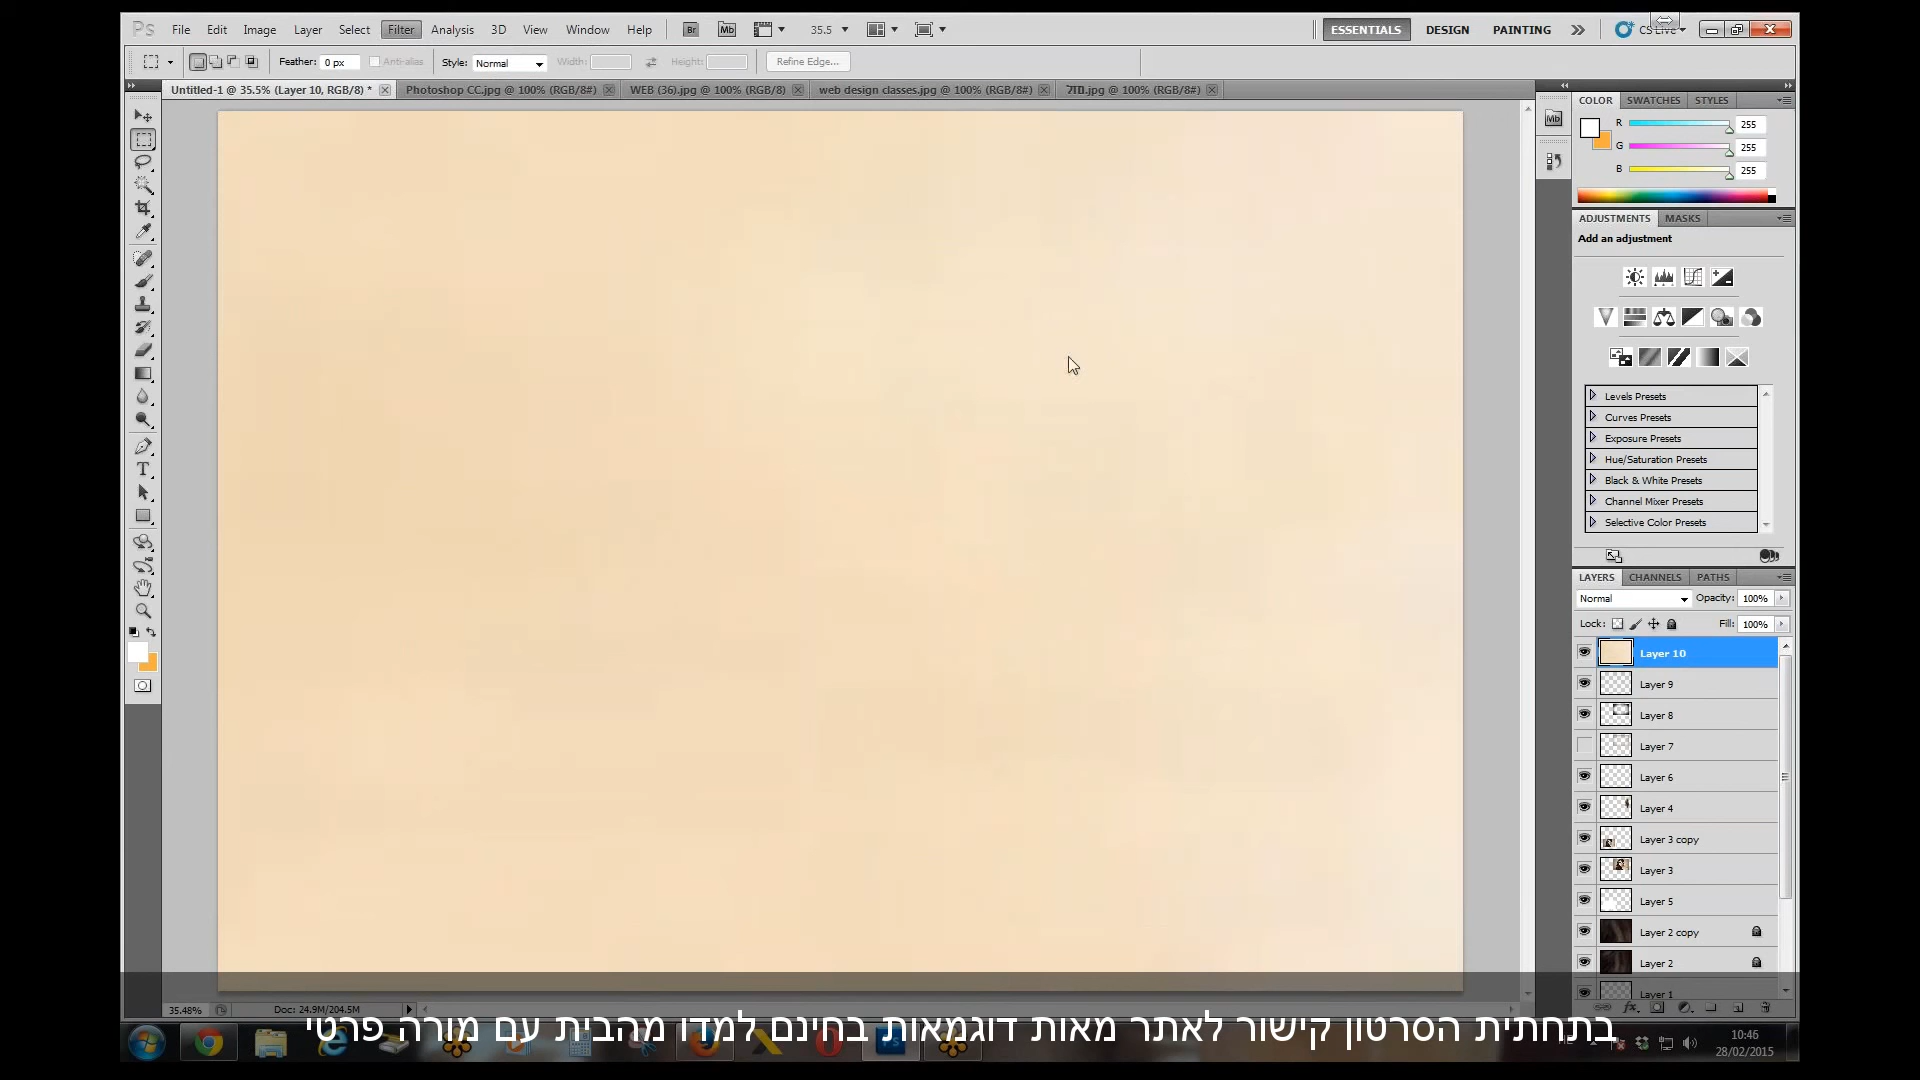 Ps File Edit Image Layer Select Filter Analysis 3D View Window Help Br Mb 35.5 ESSENTIALS DESIGN PAINTING CS Live
Feather: 0 px Anti-alias Style: Normal Width: Height: Refine Edge...
Untitled-1 @ 35.5% (Layer 10, RGB/8) * Photoshop CC.jpg @ 100% (RGB/8#) WEB (36).jpg @ 100% (RGB/8) web design classes.jpg @ 100% (RGB/8#) .jpg @ 100% (RGB/8#)
COLOR SWATCHES STYLES
Mb
R 255
G 255
B 255
ADJUSTMENTS MASKS
Add an adjustment
Levels Presets
Curves Presets
Exposure Presets
Hue/Saturation Presets
Black & White Presets
Channel Mixer Presets
Selective Color Presets
LAYERS CHANNELS PATHS
Normal Opacity: 100%
Lock: Fill: 100%
Layer 10
Layer 9
Layer 8
Layer 7
Layer 6
Layer 4
Layer 3 copy
Layer 3
Layer 5
Layer 2 copy
Layer 2
Layer 1
35.48% Doc: 24.9M/204.5M
בתחתית הסרטון קישור לאתר מאות דוגמאות בחינם למדו מהבית עם מורה פרטי
10:46
28/02/2015